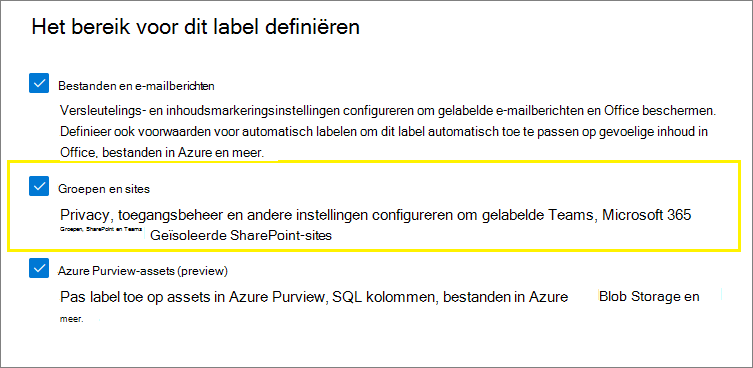 Het bereik voor dit label definiëren
Bestanden en e-mailberichten
Versleutelings- en inhoudsmarkeringsinstellingen configureren om gelabelde e-mailberichten en Office beschermen.
Definieer ook voorwaarden voor automatisch labelen om dit label automatisch toe te passen op gevoelige inhoud in
Office, bestanden in Azure en meer.
Groepen en sites
Privacy, toegangsbeheer en andere instellingen configureren om gelabelde Teams, Microsoft 365
Groepen, SharePoint en Teams Geïsoleerde SharePoint-sites
Azure Purview-assets (preview)
Pas label toe op assets in Azure Purview, SQL kolommen, bestanden in Azure Blob Storage en
meer.